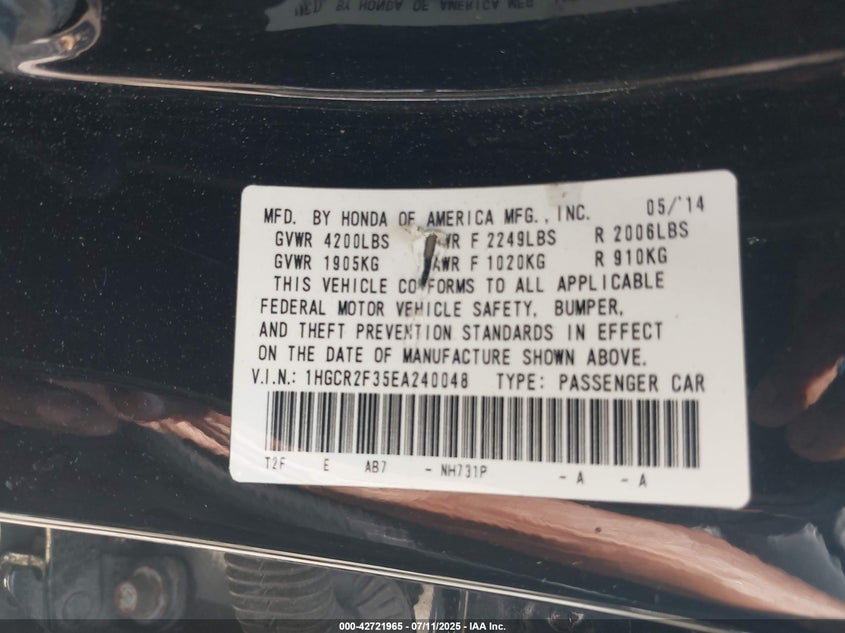 MFD. BY HONDA OF AMERICA MFG., INC. 05/'14
GVWR 4200LBS WR F 2249LBS R 2006LBS
GVWR 1905KG AWR F 1020KG R 910KG
THIS VEHICLE CO FORMS TO ALL APPLICABLE
FEDERAL MOTOR VEHICLE SAFETY, BUMPER,
AND THEFT PREVENTION STANDARDS IN EFFECT
ON THE DATE OF MANUFACTURE SHOWN ABOVE.
V.I.N.: 1HGCR2F35EA240048 TYPE: PASSENGER CAR
T2F E AB7 - NH731P - A - A
000-42721965 - 07/11/2025 - IAA Inc.